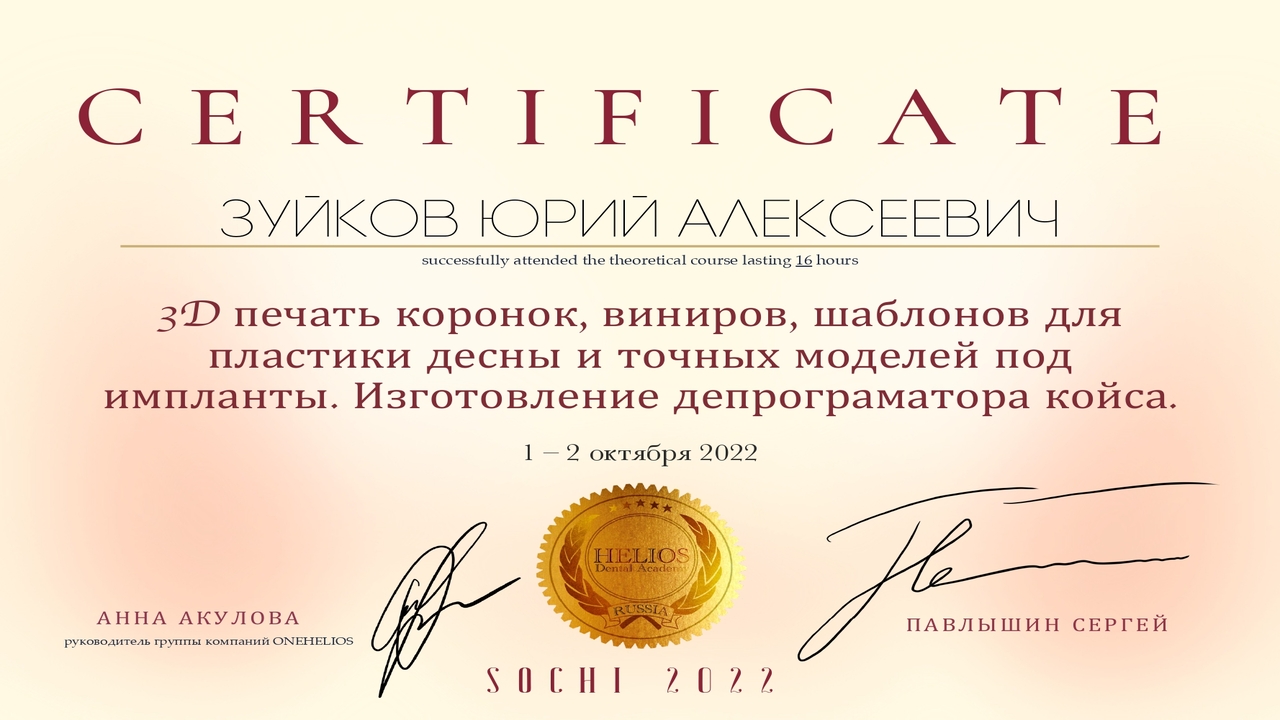 CERTIFICATE
ЗУЙКОВ ЮРИЙ АЛЕКСЕЕВИЧ
successfully attended the theoretical course lasting 16 hours
3D печать коронок, виниров, шаблонов для
пластики десны и точных моделей под
импланты. Изготовление депрограматора койса.
1 – 2 октября 2022
HELIOS
Dental Academy
RUSSIA
АННА АКУЛОВА
руководитель группы компаний ONEHELIOS
ПАВЛЫШИН СЕРГЕЙ
SOCHI 2022